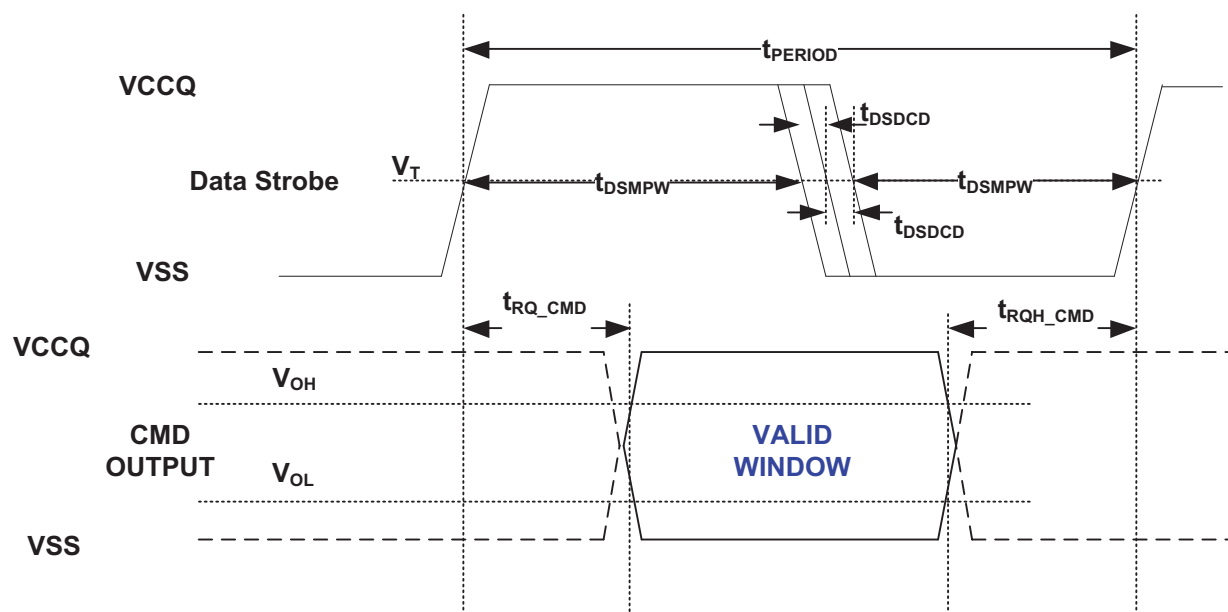 tPERIOD
VCCQ
tDSDCD
VT
Data Strobe
tDSMPW
tDSMPW
tDSDCD
VSS
tRQ_CMD
tRQH_CMD
VCCQ
VOH
CMD
OUTPUT
VALID
WINDOW
VOL
VSS